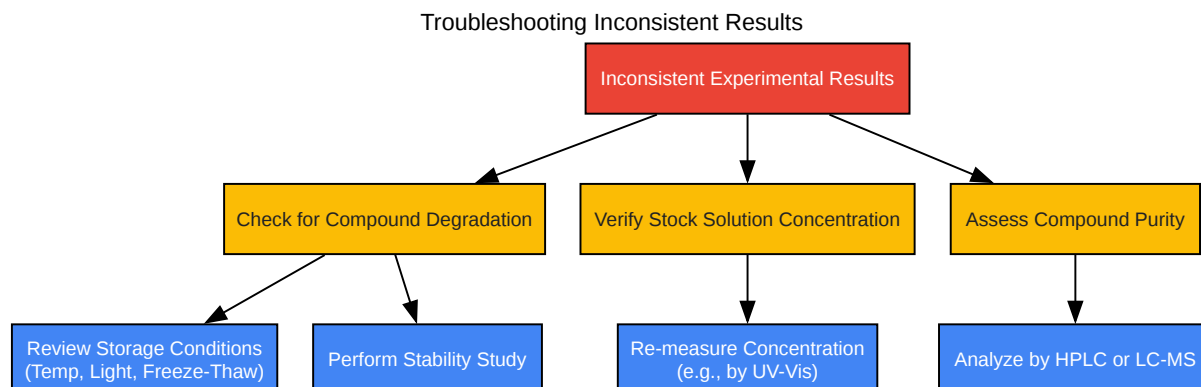 Troubleshooting Inconsistent Results
Inconsistent Experimental Results
Check for Compound Degradation
Verify Stock Solution Concentration
Assess Compound Purity
Review Storage Conditions
(Temp, Light, Freeze-Thaw)
Perform Stability Study
Re-measure Concentration
(e.g., by UV-Vis)
Analyze by HPLC or LC-MS